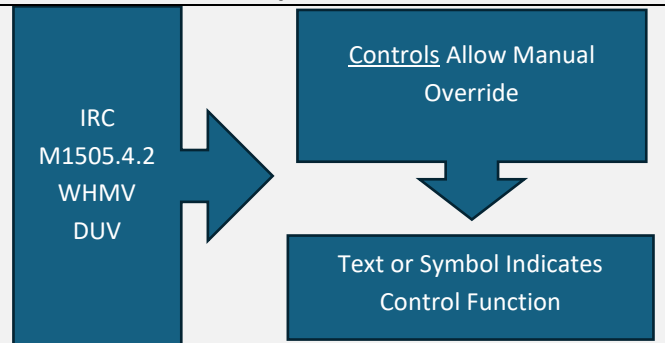 IRC
M1505.4.2
WHMV
DUV
Controls Allow Manual
Override
Text or Symbol Indicates
Control Function